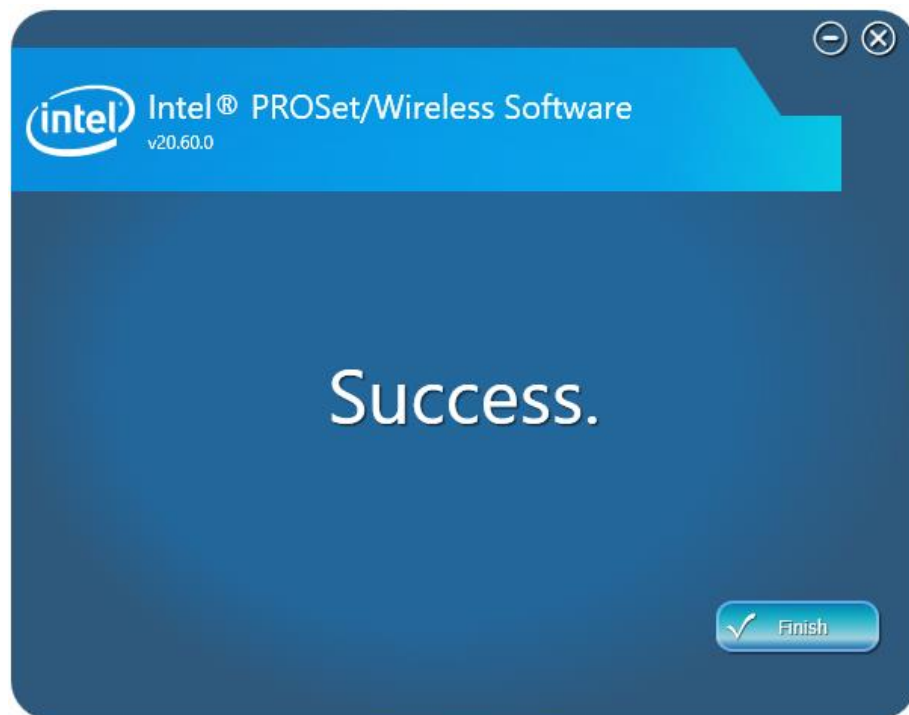 intel
Intel® PROSet/Wireless Software
v20.60.0
Success.
Finish